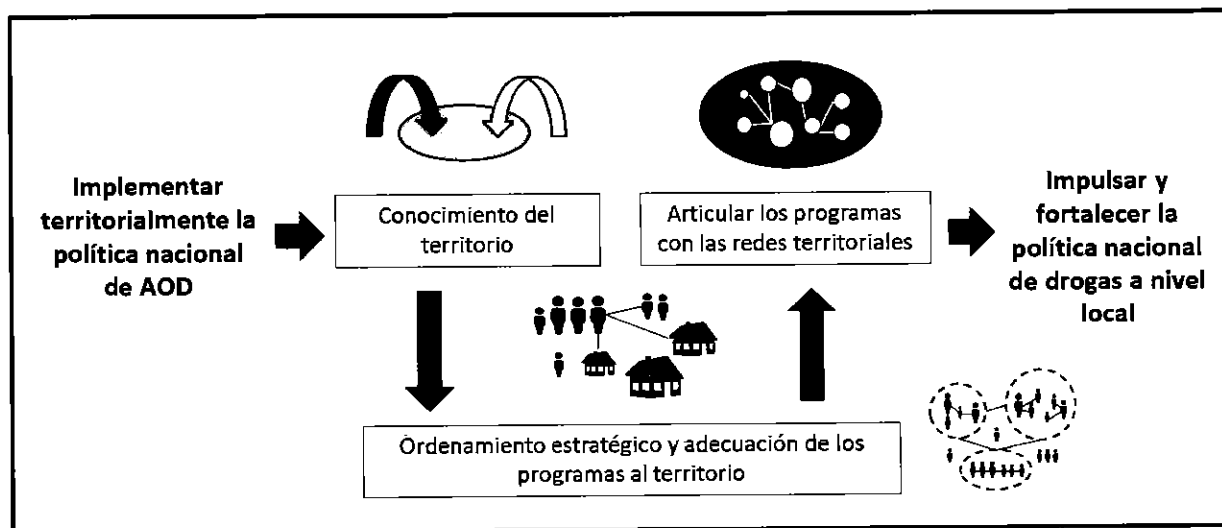 Implementar
territorialmente la
política nacional
de AOD
Conocimiento del
territorio
Articular los programas
con las redes territoriales
Impulsar y
fortalecer la
política nacional
de drogas a nivel
local
Ordenamiento estratégico y adecuación de los
programas al territorio